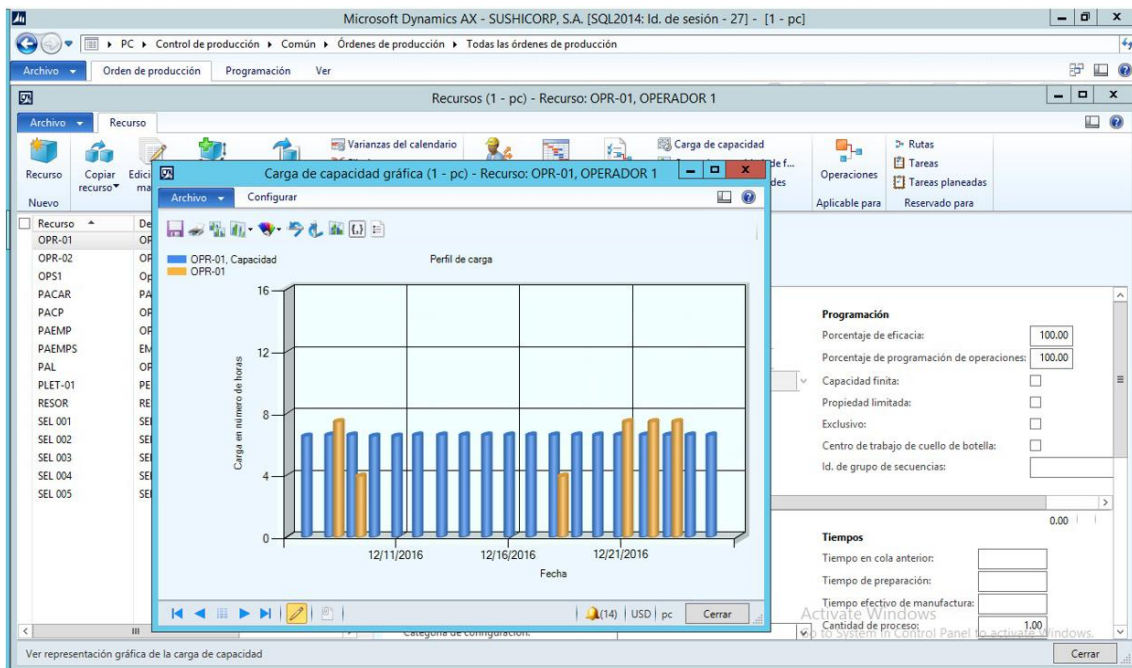 Microsoft Dynamics AX - SUSHICORP, S.A. [SQL2014: Id. de sesión - 27] - [1 - pc]
PC Control de producción Común Órdenes de producción Todas las órdenes de producción
Archivo Orden de producción Programación Ver
Recursos (1 - pc) - Recurso: OPR-01, OPERADOR 1
Archivo Recurso
Varianzas del calendario Carga de capacidad Rutas
Tareas
Recurso Copiar recurso Operaciones Tareas planeadas
Nuevo Aplicable para Reservado para
Carga de capacidad gráfica (1 - pc) - Recurso: OPR-01, OPERADOR 1
Archivo Configurar
Recurso
OPR-01
OPR-02
OPS1
PACAR
PACP
PAEMP
PAEMPS
PAL
PLET-01
RESOR
SEL 001
SEL 002
SEL 003
SEL 004
SEL 005
OPR-01, Capacidad
OPR-01
Perfil de carga
Carga en número de horas
16
12
8
4
0
12/11/2016 12/16/2016 12/21/2016
Fecha
(14) USD pc Cerrar
Programación
Porcentaje de eficacia: 100.00
Porcentaje de programación de operaciones: 100.00
Capacidad finita:
Propiedad limitada:
Exclusivo:
Centro de trabajo de cuello de botella:
Id. de grupo de secuencias:
0.00
Tiempos
Tiempo en cola anterior:
Tiempo de preparación:
Tiempo efectivo de manufactura:
Cantidad de proceso: 1.00
Activate Windows
to System in Control Panel to activate Windows.
Categoría de configuración:
Ver representación gráfica de la carga de capacidad Cerrar